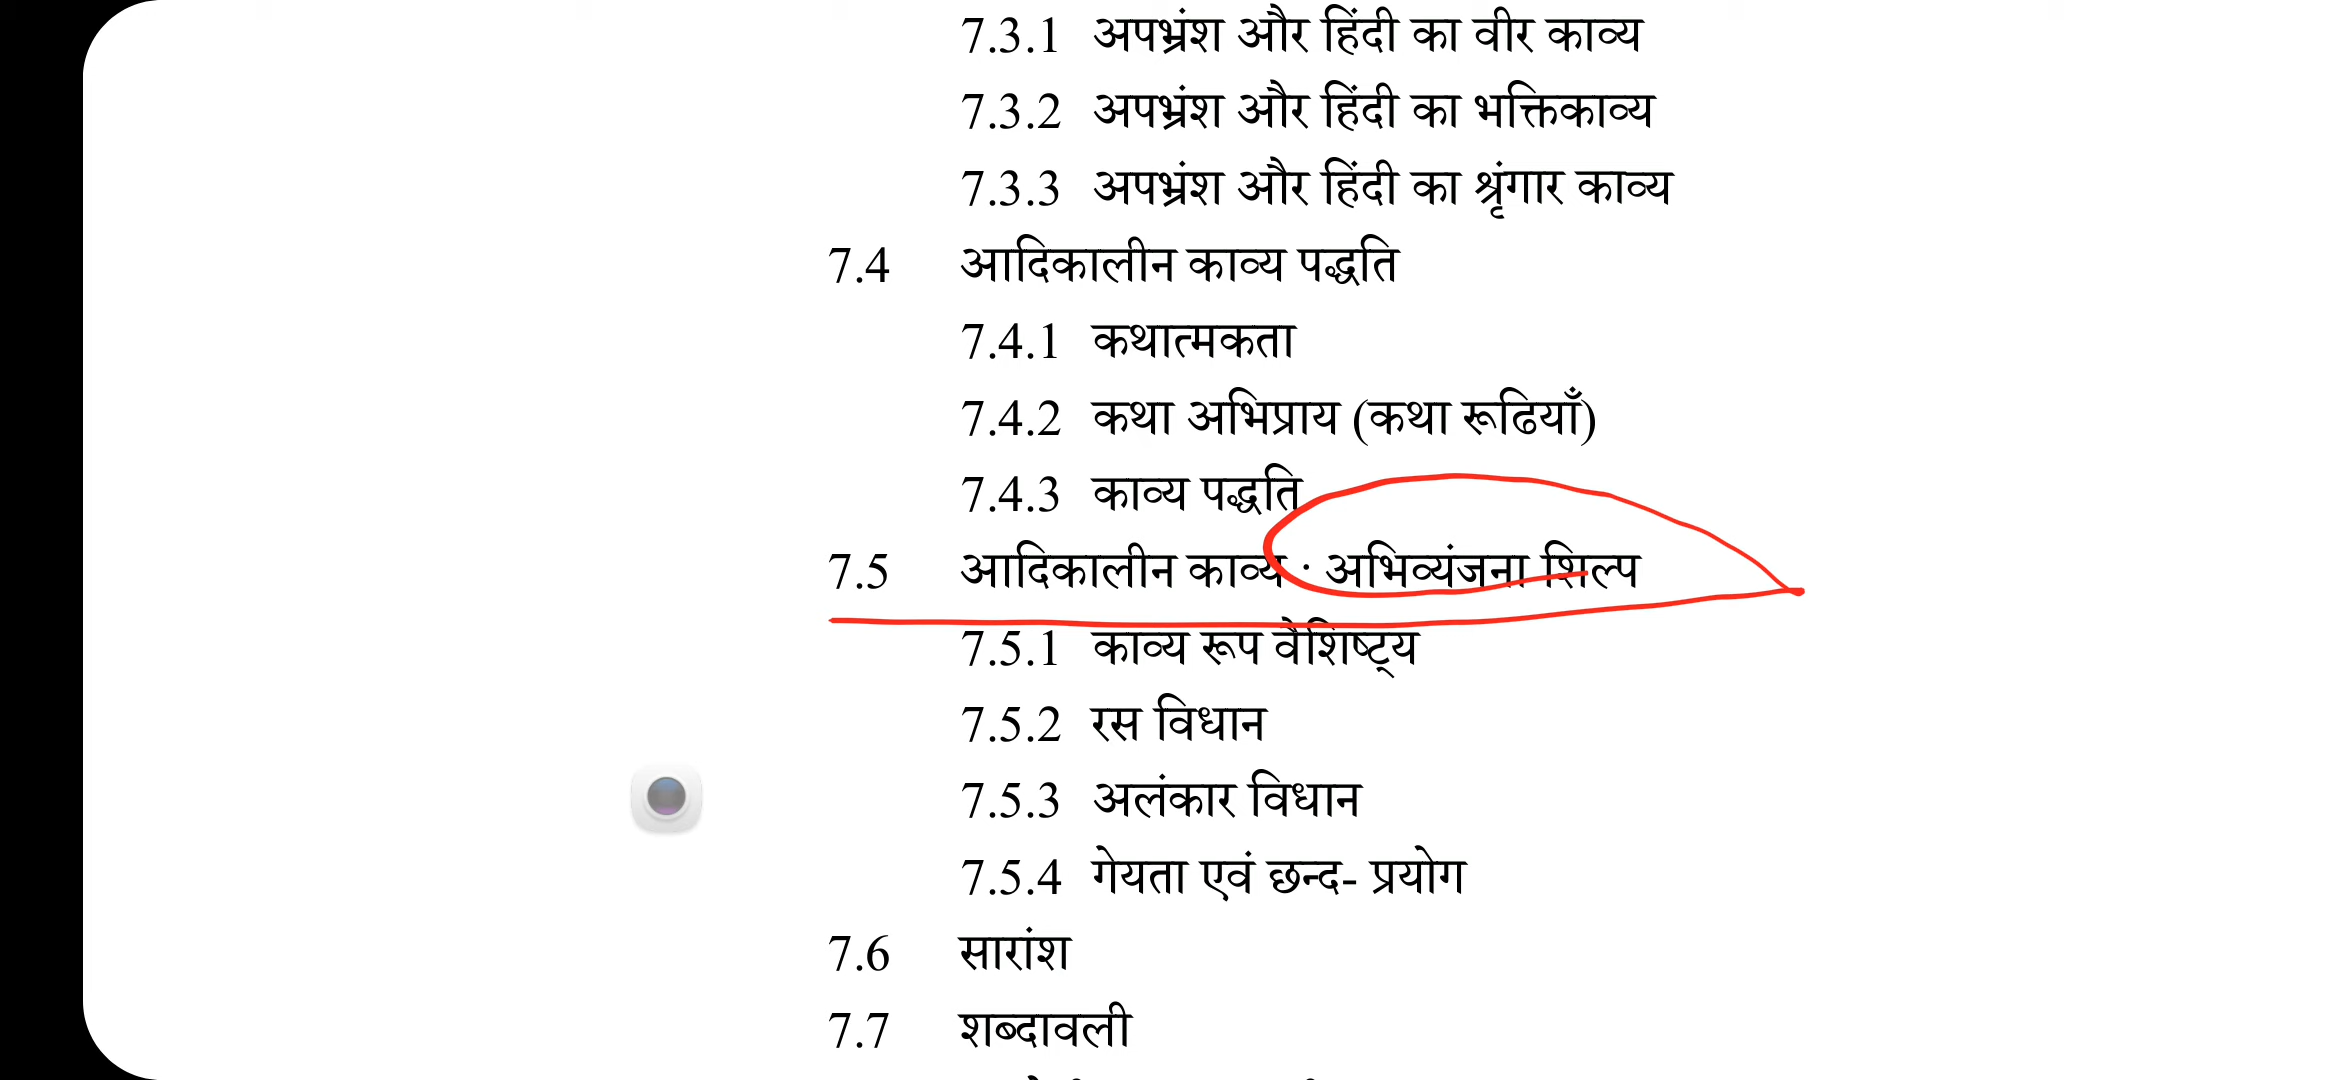 7.3.1 अपभ्रंश और हिंदी का वीर काव्य
7.3.2 अपभ्रंश और हिंदी का भक्तिकाव्य
7.3.3 अपभ्रंश और हिंदी का श्रृंगार काव्य
7.4 आदिकालीन काव्य पद्धति
7.4.1 कथात्मकता
7.4.2 कथा अभिप्राय (कथा रूढियाँ)
7.4.3 काव्य पद्धति
7.5 आदिकालीन काव्य : अभिव्यंजना शिल्प
7.5.1 काव्य रूप वैशिष्ट्य
7.5.2 रस विधान
7.5.3 अलंकार विधान
7.5.4 गेयता एवं छन्द- प्रयोग
7.6 सारांश
7.7 शब्दावली